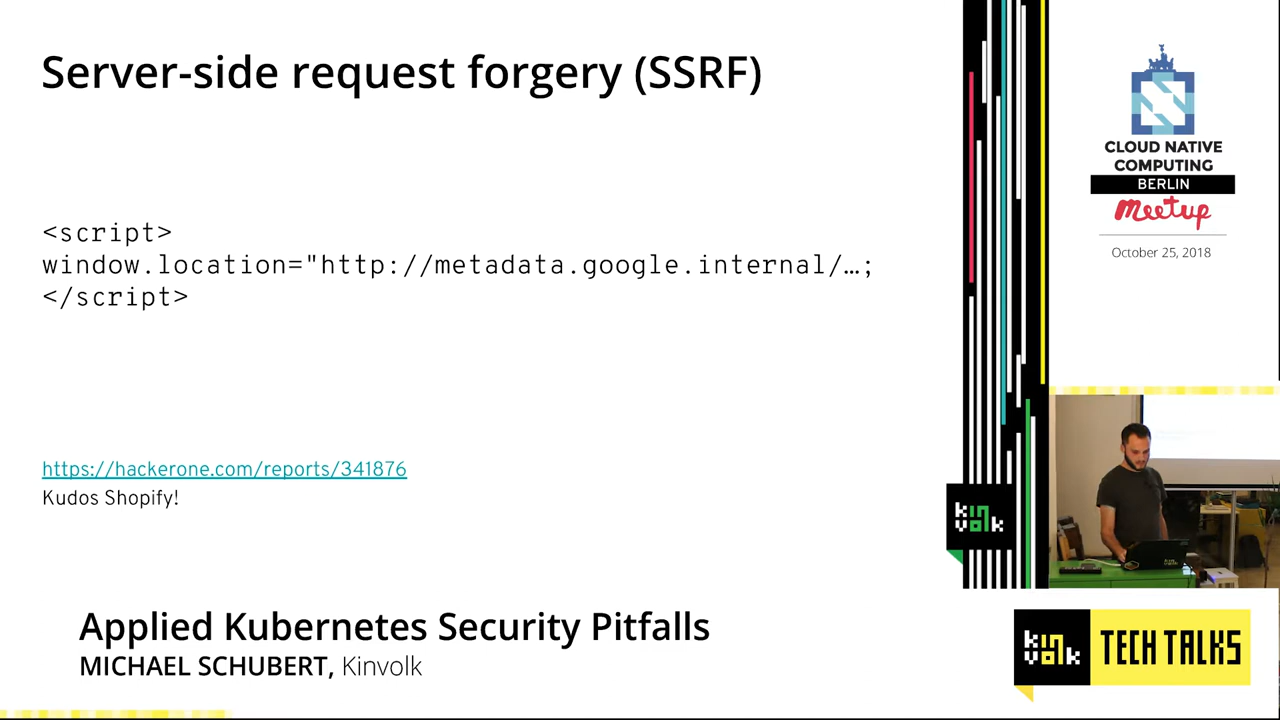 Server-side request forgery (SSRF)
<script>
window.location="http://metadata.google.internal/…;
</script>
https://hackerone.com/reports/341876
Kudos Shopify!
CLOUD NATIVE
COMPUTING
BERLIN
meetup
October 25, 2018
kin
volk
Applied Kubernetes Security Pitfalls
MICHAEL SCHUBERT, Kinvolk
kin
volk
TECH TALKS